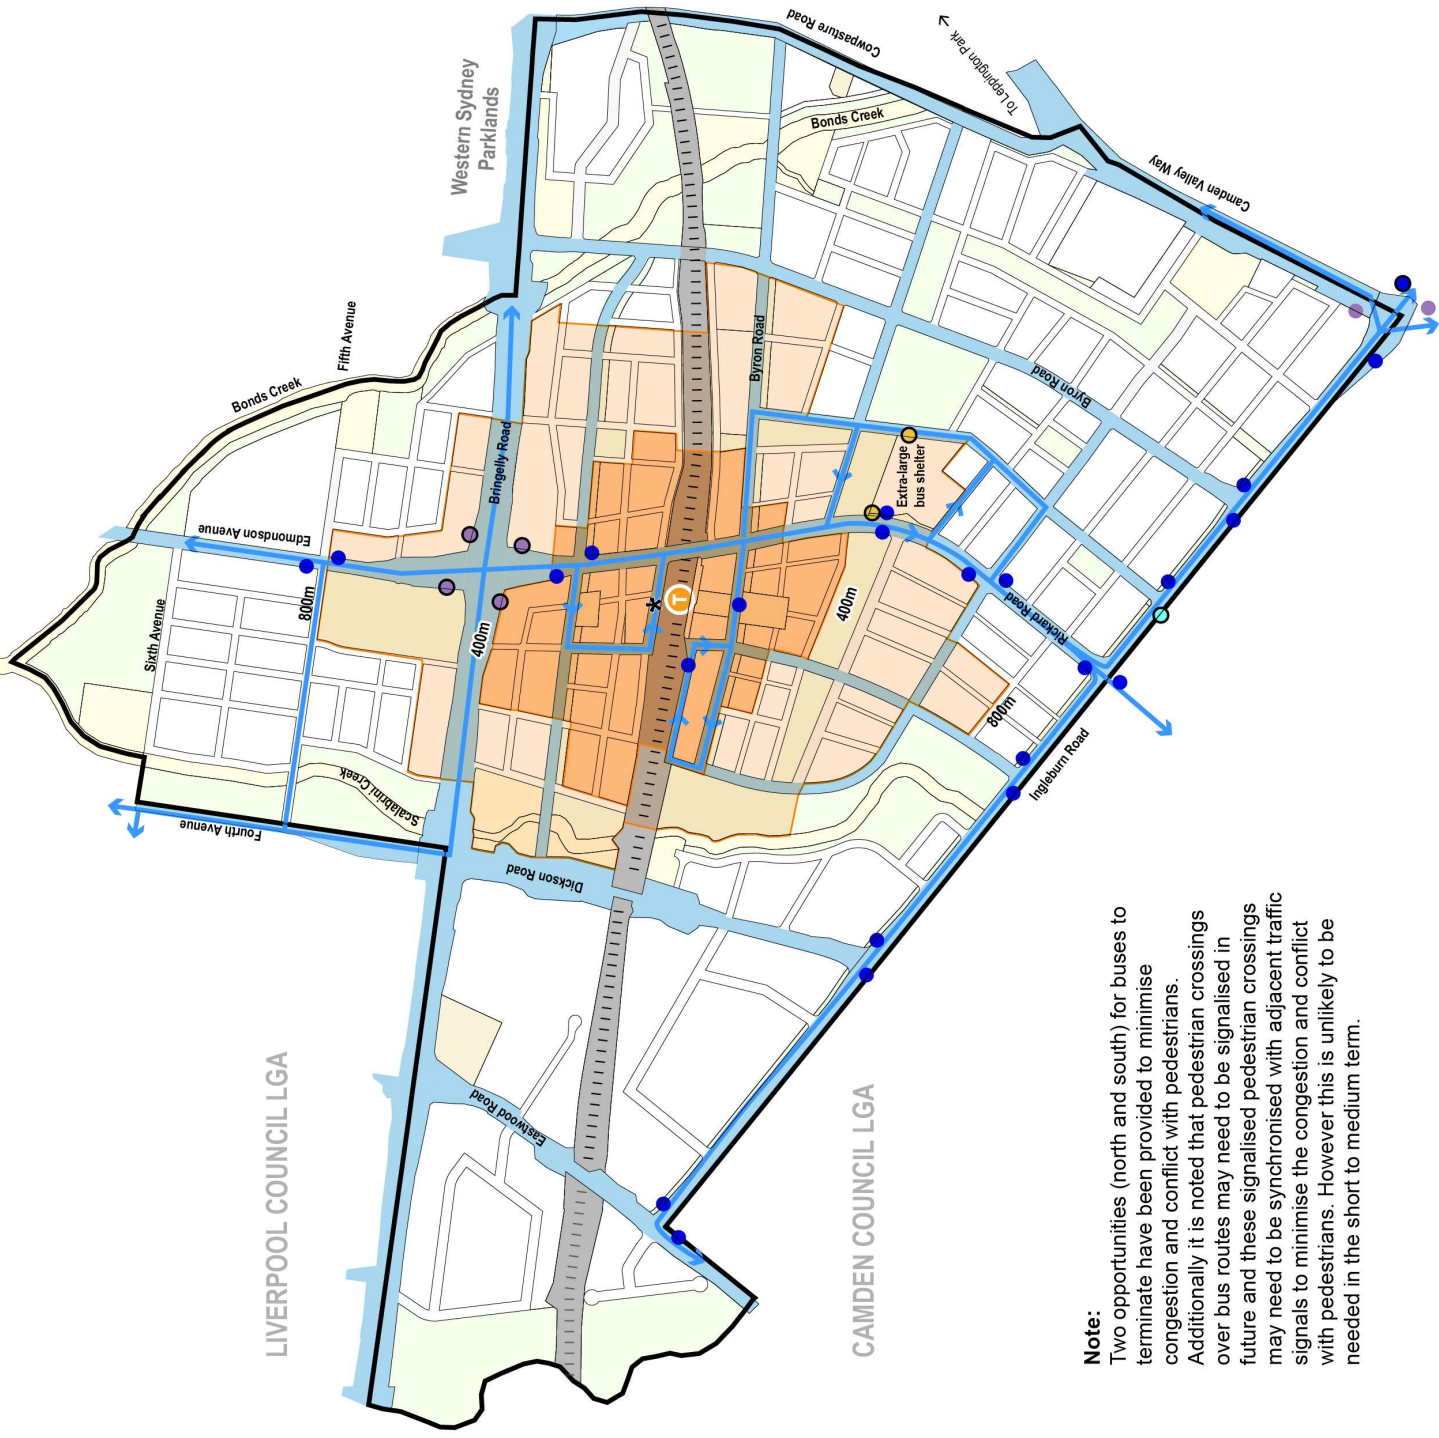 Western Sydney
Parklands
Cowpasture Road
To Leppington Park
Bonds Creek
Camden Valley Way
Fifth Avenue
Bonds Creek
Byron Road
Byron Road
Bringelly Road
Extra-large
bus shelter
Edmondson Avenue
Sixth Avenue
800m
400m
*
T
400m
Rickard Road
800m
Ingleburn Road
Scalabrini Creek
Fourth Avenue
Dickson Road
Eastwood Road
LIVERPOOL COUNCIL LGA
CAMDEN COUNCIL LGA
Note:
Two opportunities (north and south) for buses to
terminate have been provided to minimise
congestion and conflict with pedestrians.
Additionally it is noted that pedestrian crossings
over bus routes may need to be signalised in
future and these signalised pedestrian crossings
may need to be synchronised with adjacent traffic
signals to minimise the congestion and conflict
with pedestrians. However this is unlikely to be
needed in the short to medium term.